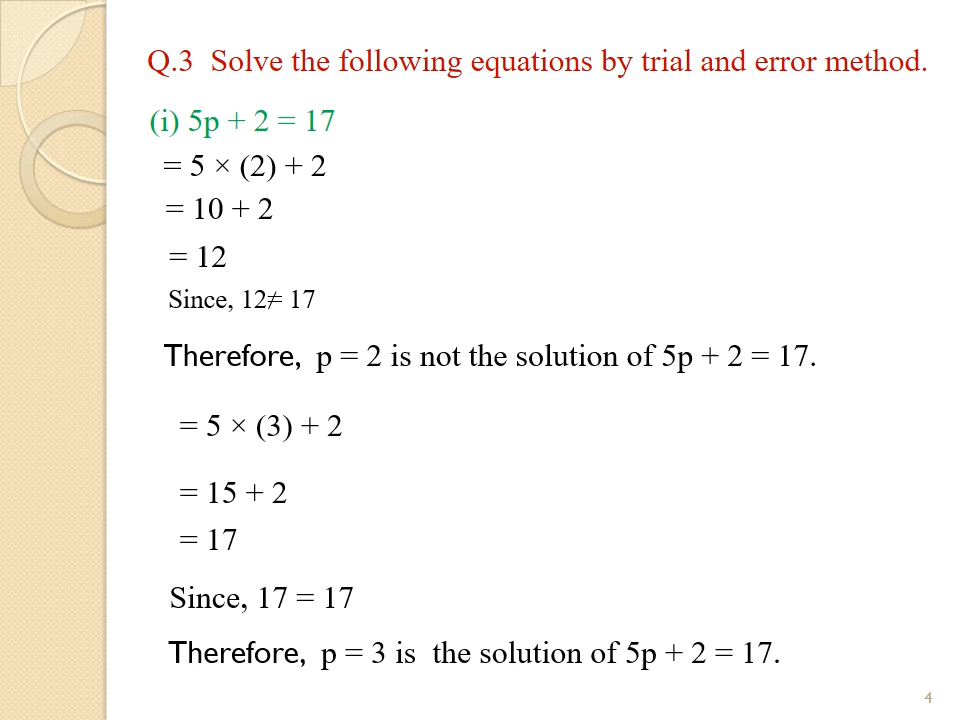 Q.3 Solve the following equations by trial and error method.
(i) 5p + 2 = 17
= 5 × (2) + 2
= 10 + 2
= 12
Since, 12≠ 17
Therefore, p = 2 is not the solution of 5p + 2 = 17.
= 5 × (3) + 2
= 15 + 2
= 17
Since, 17 = 17
Therefore, p = 3 is the solution of 5p + 2 = 17.
4